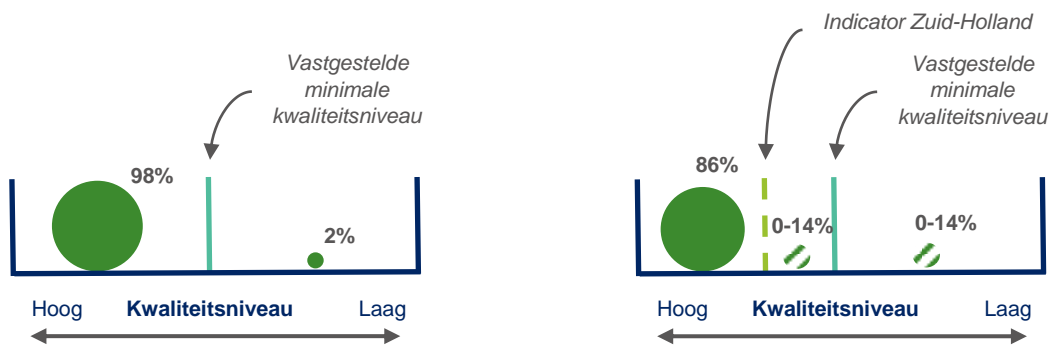 Vastgestelde
minimale
kwaliteitsniveau
98%
2%
Hoog Kwaliteitsniveau Laag
Indicator Zuid-Holland
Vastgestelde
minimale
kwaliteitsniveau
86%
0-14%
0-14%
Hoog Kwaliteitsniveau Laag